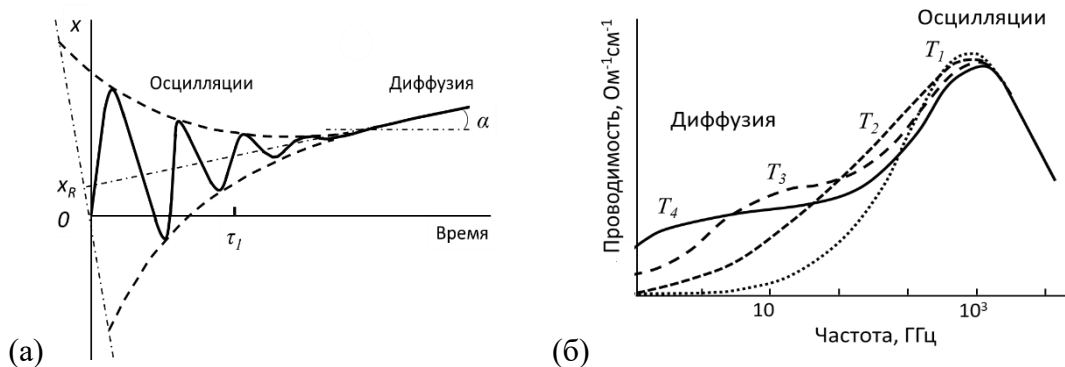 x
Осцилляции
Диффузия
α
x_R
0
τ_1
Время
(а)
Проводимость, Ом⁻¹см⁻¹
Осцилляции
T_1
Диффузия
T_2
T_3
T_4
10
10³
Частота, ГГц
(б)